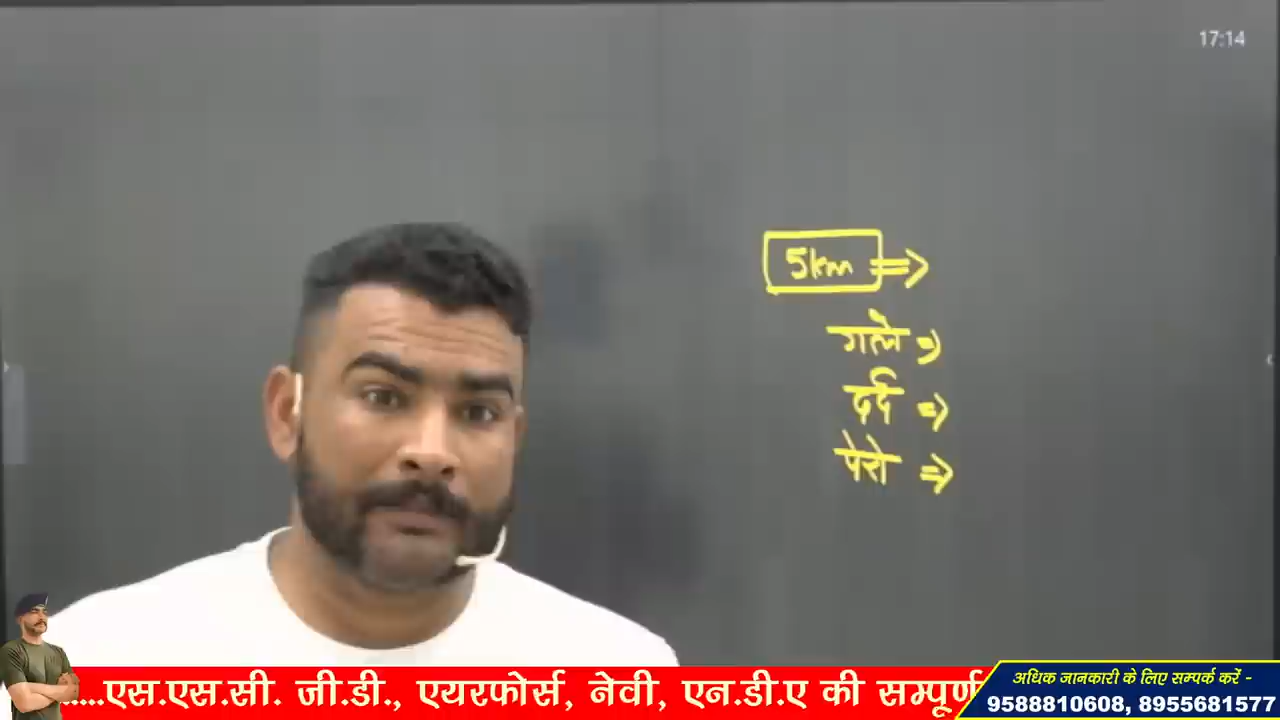 17:14
5km =>
गले =>
दर्द =>
पेरो =>
.....एस.एस.सी. जी.डी., एयरफोर्स, नेवी, एन.डी.ए की सम्पूर्ण
अधिक जानकारी के लिए सम्पर्क करें -
9588810608, 8955681577